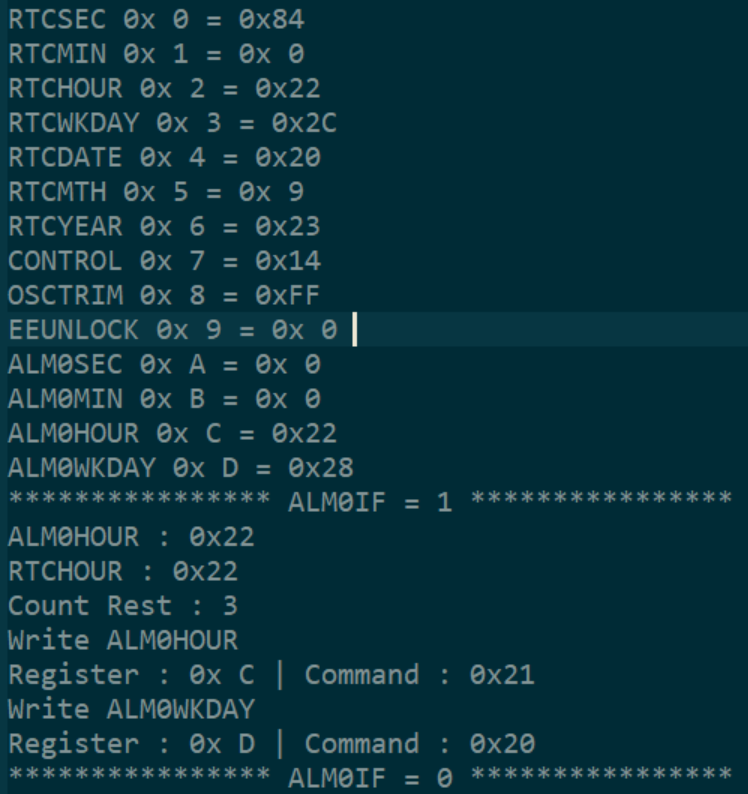 RTCSEC 0x 0 = 0x84
RTCMIN 0x 1 = 0x 0
RTCHOUR 0x 2 = 0x22
RTCWKDAY 0x 3 = 0x2C
RTCDATE 0x 4 = 0x20
RTCMTH 0x 5 = 0x 9
RTCYEAR 0x 6 = 0x23
CONTROL 0x 7 = 0x14
OSCTRIM 0x 8 = 0xFF
EEUNLOCK 0x 9 = 0x 0
ALM0SEC 0x A = 0x 0
ALM0MIN 0x B = 0x 0
ALM0HOUR 0x C = 0x22
ALM0WKDAY 0x D = 0x28
**************** ALM0IF = 1 ****************
ALM0HOUR : 0x22
RTCHOUR : 0x22
Count Rest : 3
Write ALM0HOUR
Register : 0x C | Command : 0x21
Write ALM0WKDAY
Register : 0x D | Command : 0x20
**************** ALM0IF = 0 ****************